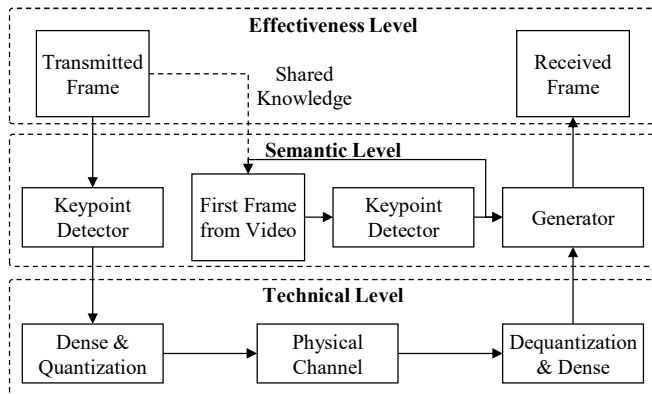 Effectiveness Level
Transmitted
Frame
Shared
Knowledge
Received
Frame
Semantic Level
Keypoint
Detector
First Frame
from Video
Keypoint
Detector
Generator
Technical Level
Dense &
Quantization
Physical
Channel
Dequantization
& Dense